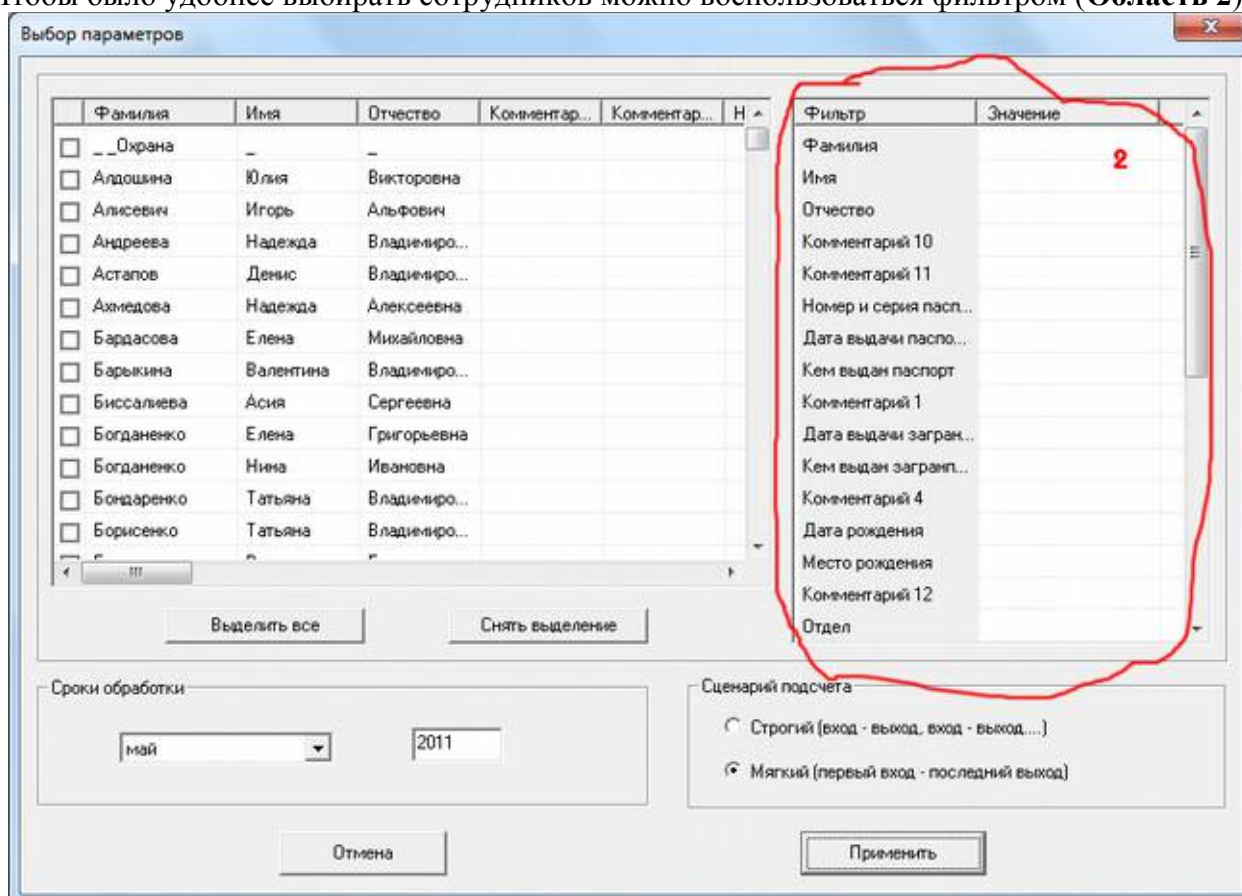 Чтобы было удобнее выбирать сотрудников можно воспользоваться фильтром (Область 2)
Выбор параметров
Фамилия Имя Отчество Комментар... Комментар... Н
_ _Охрана _ _
Алдошина Юлия Викторовна
Алисевич Игорь Альфович
Андреева Надежда Владимиро...
Астапов Денис Владимиро...
Ахмедова Надежда Алексеевна
Бардасова Елена Михайловна
Барыкина Валентина Владимиро...
Биссалиева Асия Сергеевна
Богданенко Елена Григорьевна
Богданенко Нина Ивановна
Бондаренко Татьяна Владимиро...
Борисенко Татьяна Владимиро...
Выделить все Снять выделение
Фильтр Значение
Фамилия
2
Имя
Отчество
Комментарий 10
Комментарий 11
Номер и серия пасп...
Дата выдачи паспо...
Кем выдан паспорт
Комментарий 1
Дата выдачи загран...
Кем выдан загранп...
Комментарий 4
Дата рождения
Место рождения
Комментарий 12
Отдел
Сроки обработки
май 2011
Сценарий подсчета
Строгий (вход - выход, вход - выход....)
Мягкий (первый вход - последний выход)
Отмена Применить